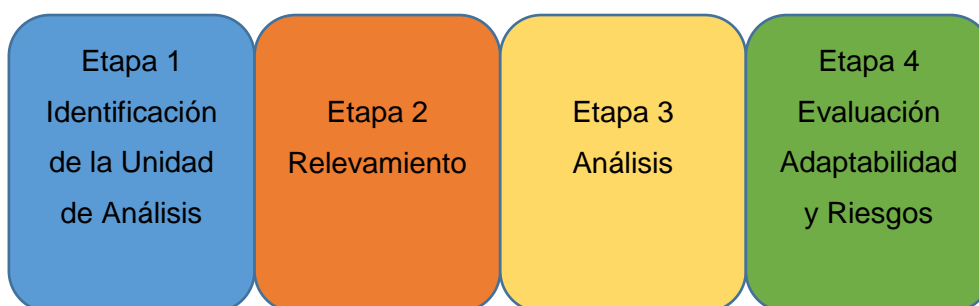 Etapa 1
Identificación
de la Unidad
de Análisis
Etapa 2
Relevamiento
Etapa 3
Análisis
Etapa 4
Evaluación
Adaptabilidad
y Riesgos